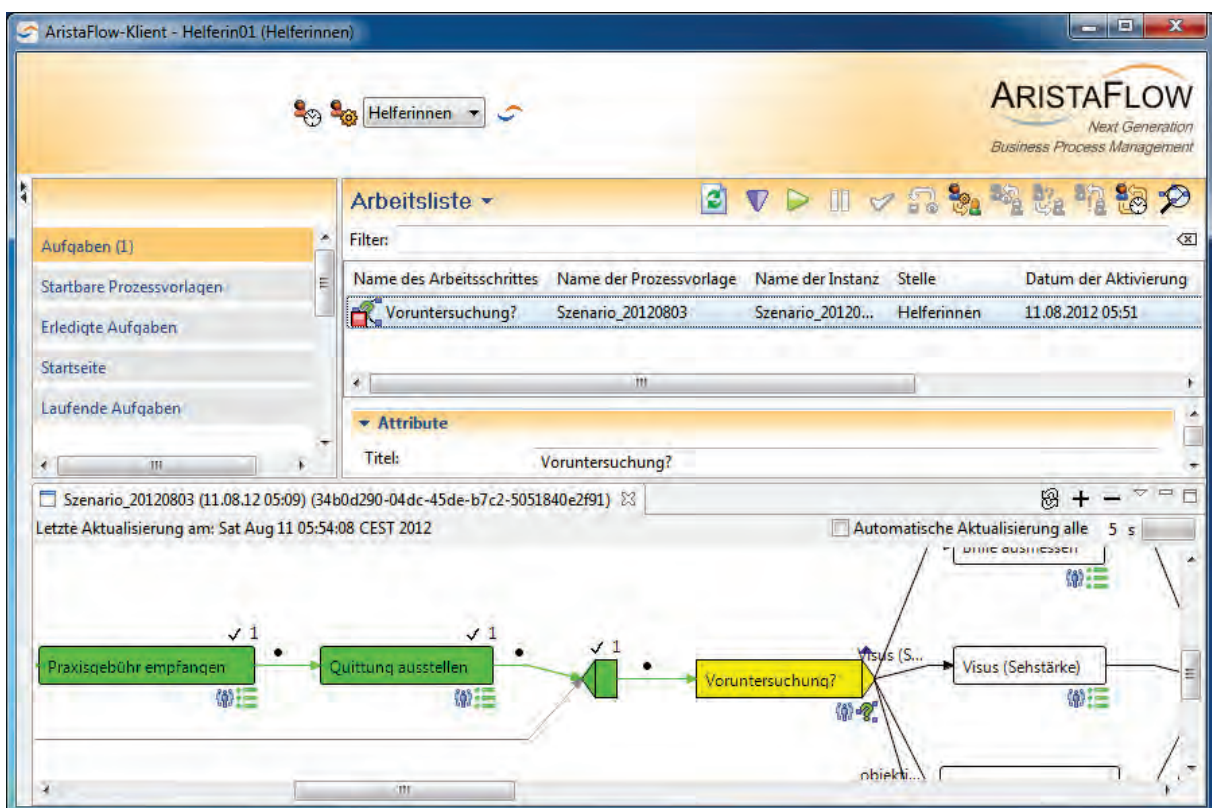 AristaFlow-Klient - Helferin01 (Helferinnen)
Helferinnen
ARISTAFLOW
Next Generation
Business Process Management
Arbeitsliste
Aufgaben (1)
Startbare Prozessvorlagen
Erledigte Aufgaben
Startseite
Laufende Aufgaben
Filter:
Name des Arbeitsschrittes Name der Prozessvorlage Name der Instanz Stelle Datum der Aktivierung
Voruntersuchung? Szenario_20120803 Szenario_20120... Helferinnen 11.08.2012 05:51
Attribute
Titel: Voruntersuchung?
Szenario_20120803 (11.08.12 05:09) (34b0d290-04dc-45de-b7c2-5051840e2f91)
Letzte Aktualisierung am: Sat Aug 11 05:54:08 CEST 2012
Automatische Aktualisierung alle 5 s
Brille ausmessen
1
1
1
Praxisgebühr empfangen
Quittung ausstellen
Voruntersuchung?
Visus (S...
Visus (Sehstärke)
objekti...